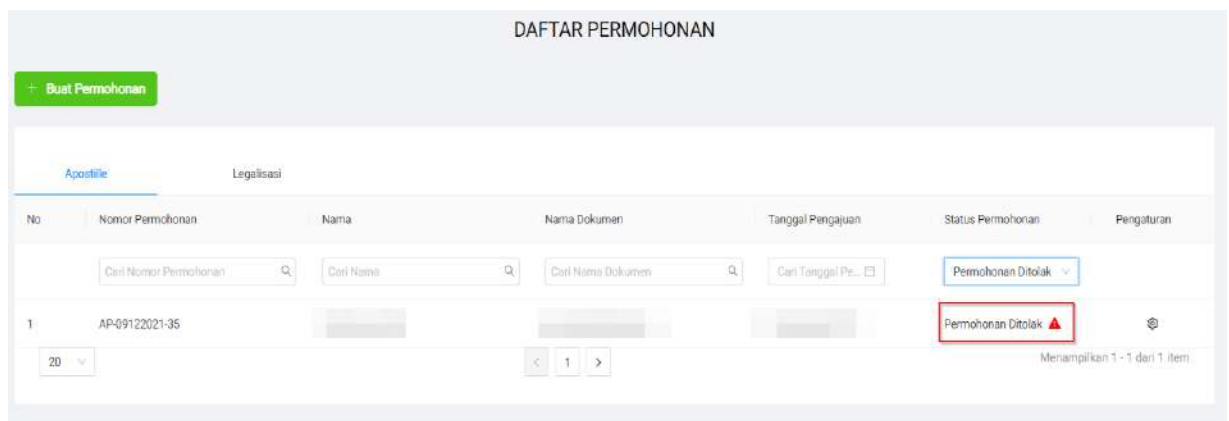 DAFTAR PERMOHONAN
+ Buat Permohonan
Apostille Legalisasi
No Nomor Permohonan Nama Nama Dokumen Tanggal Pengajuan Status Permohonan Pengaturan
Cari Nomor Permohonan Cari Nama Cari Nama Dokumen Cari Tanggal Pe... Permohonan Ditolak
1 AP-09122021-35 Permohonan Ditolak
20 < 1 > Menampilkan 1 - 1 dari 1 item